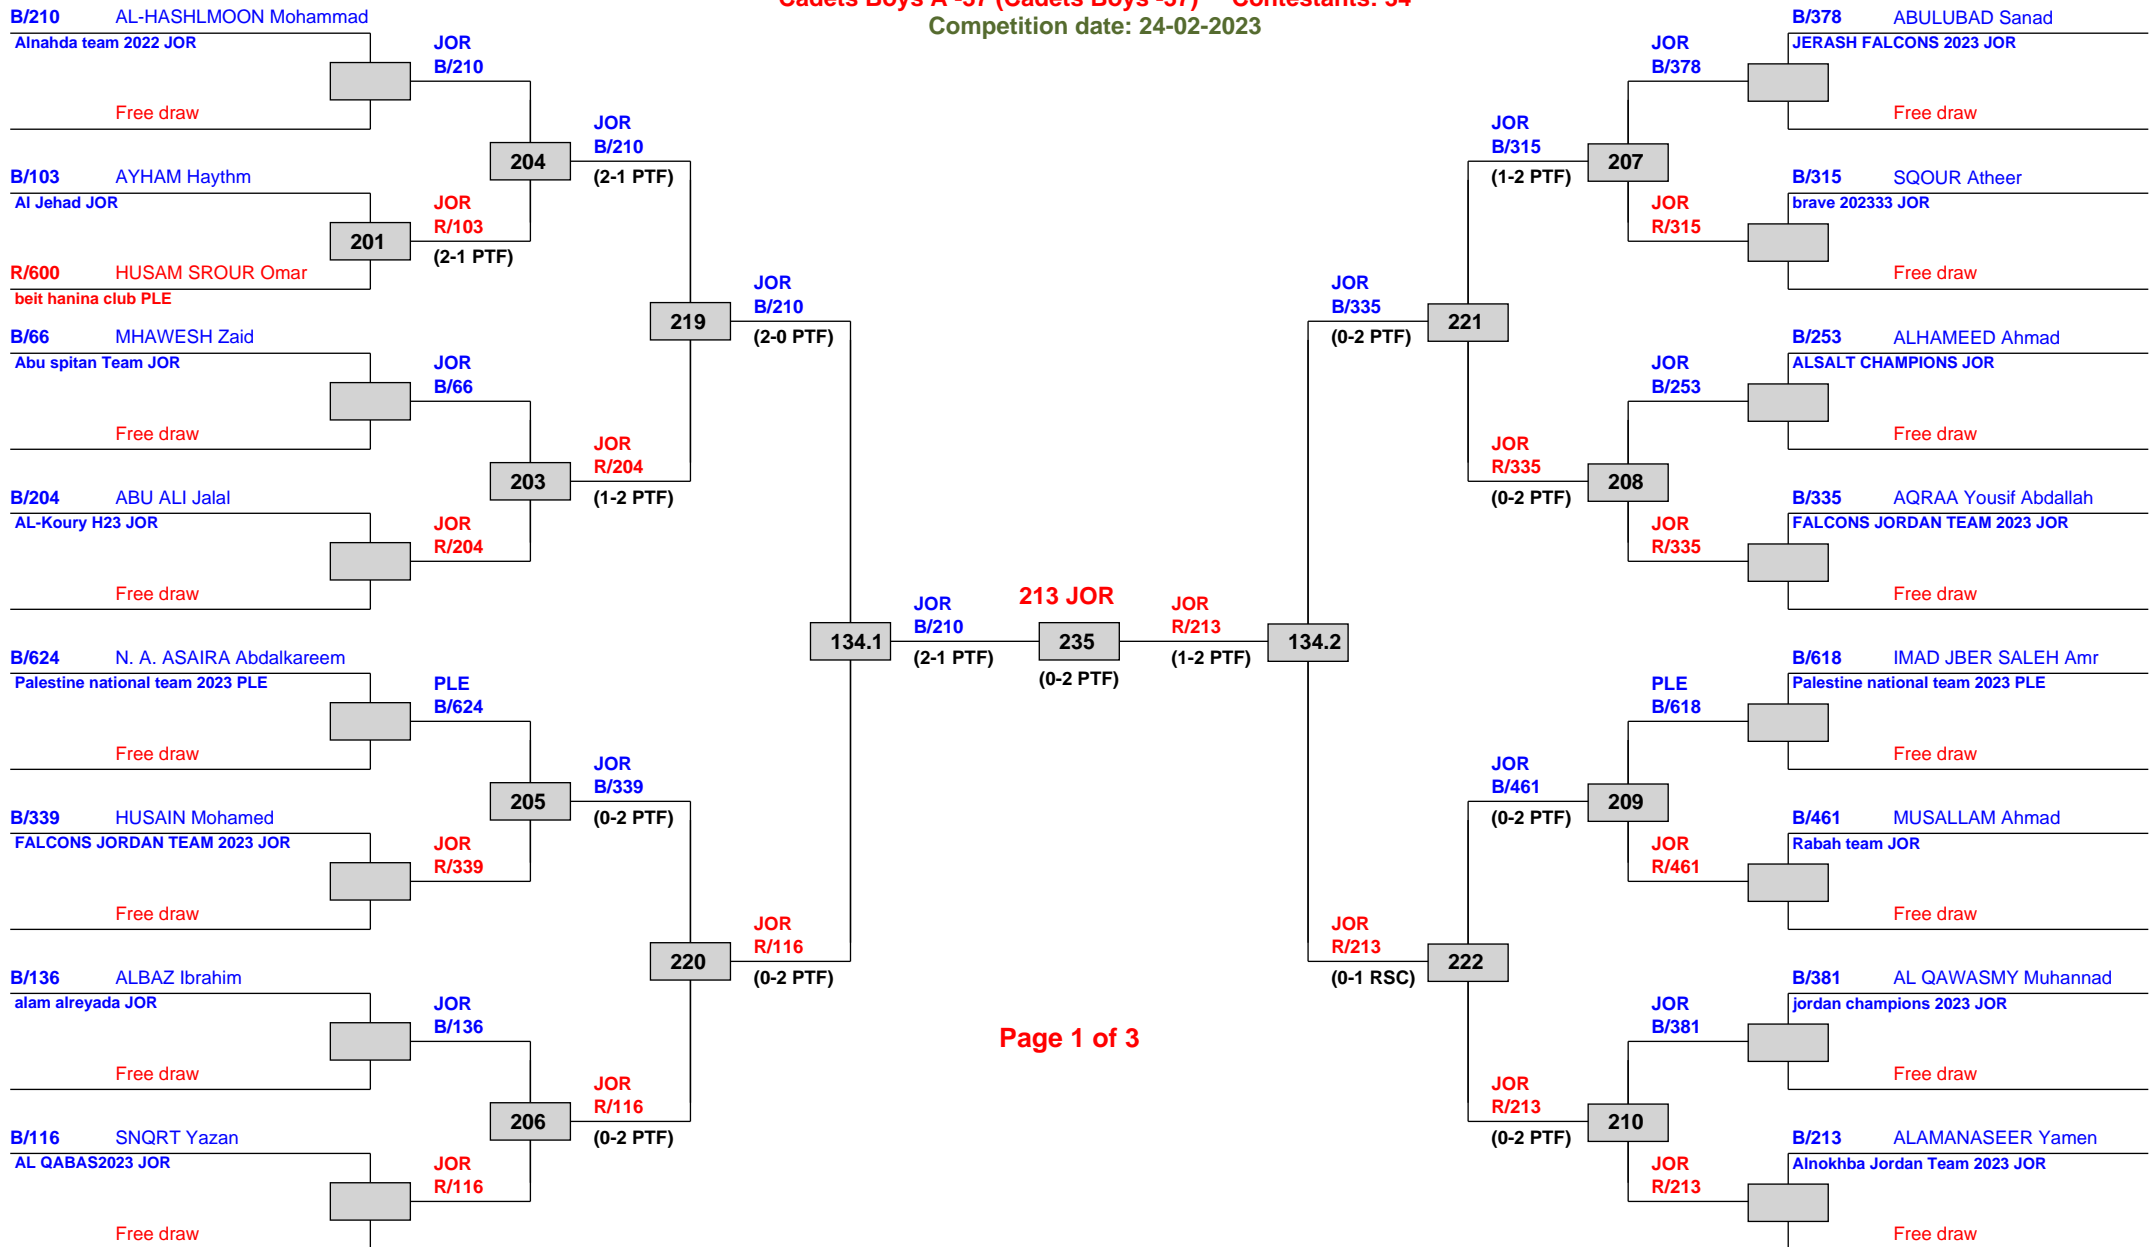 Cadets Boys A -37 (Cadets Boys -37) Contestants: 34
Competition date: 24-02-2023
B/210 AL-HASHLMOON Mohammad
Alnahda team 2022 JOR
Free draw
JOR
B/210
B/103 AYHAM Haythm
Al Jehad JOR
201
R/600 HUSAM SROUR Omar
beit hanina club PLE
JOR
R/103
(2-1 PTF)
204
JOR
B/210
(2-1 PTF)
B/66 MHAWESH Zaid
Abu spitan Team JOR
Free draw
JOR
B/66
B/204 ABU ALI Jalal
AL-Koury H23 JOR
Free draw
JOR
R/204
203
JOR
R/204
(1-2 PTF)
219
JOR
B/210
(2-0 PTF)
B/624 N. A. ASAIRA Abdalkareem
Palestine national team 2023 PLE
Free draw
PLE
B/624
B/339 HUSAIN Mohamed
FALCONS JORDAN TEAM 2023 JOR
Free draw
JOR
R/339
205
JOR
B/339
(0-2 PTF)
B/136 ALBAZ Ibrahim
alam alreyada JOR
Free draw
JOR
B/136
B/116 SNQRT Yazan
AL QABAS2023 JOR
Free draw
JOR
R/116
206
JOR
R/116
(0-2 PTF)
220
JOR
R/116
(0-2 PTF)
134.1
JOR
B/210
(2-1 PTF)
213 JOR
235
(0-2 PTF)
JOR
R/213
(1-2 PTF)
134.2
Page 1 of 3
JOR
B/335
(0-2 PTF)
221
JOR
B/315
(1-2 PTF)
207
JOR
B/378
B/378 ABULUBAD Sanad
JERASH FALCONS 2023 JOR
Free draw
JOR
R/315
B/315 SQOUR Atheer
brave 202333 JOR
Free draw
JOR
R/335
(0-2 PTF)
208
JOR
B/253
B/253 ALHAMEED Ahmad
ALSALT CHAMPIONS JOR
Free draw
JOR
R/335
B/335 AQRAA Yousif Abdallah
FALCONS JORDAN TEAM 2023 JOR
Free draw
JOR
R/213
(0-1 RSC)
222
JOR
B/461
(0-2 PTF)
209
PLE
B/618
B/618 IMAD JBER SALEH Amr
Palestine national team 2023 PLE
Free draw
JOR
R/461
B/461 MUSALLAM Ahmad
Rabah team JOR
Free draw
JOR
R/213
(0-2 PTF)
210
JOR
B/381
B/381 AL QAWASMY Muhannad
jordan champions 2023 JOR
Free draw
JOR
R/213
B/213 ALAMANASEER Yamen
Alnokhba Jordan Team 2023 JOR
Free draw